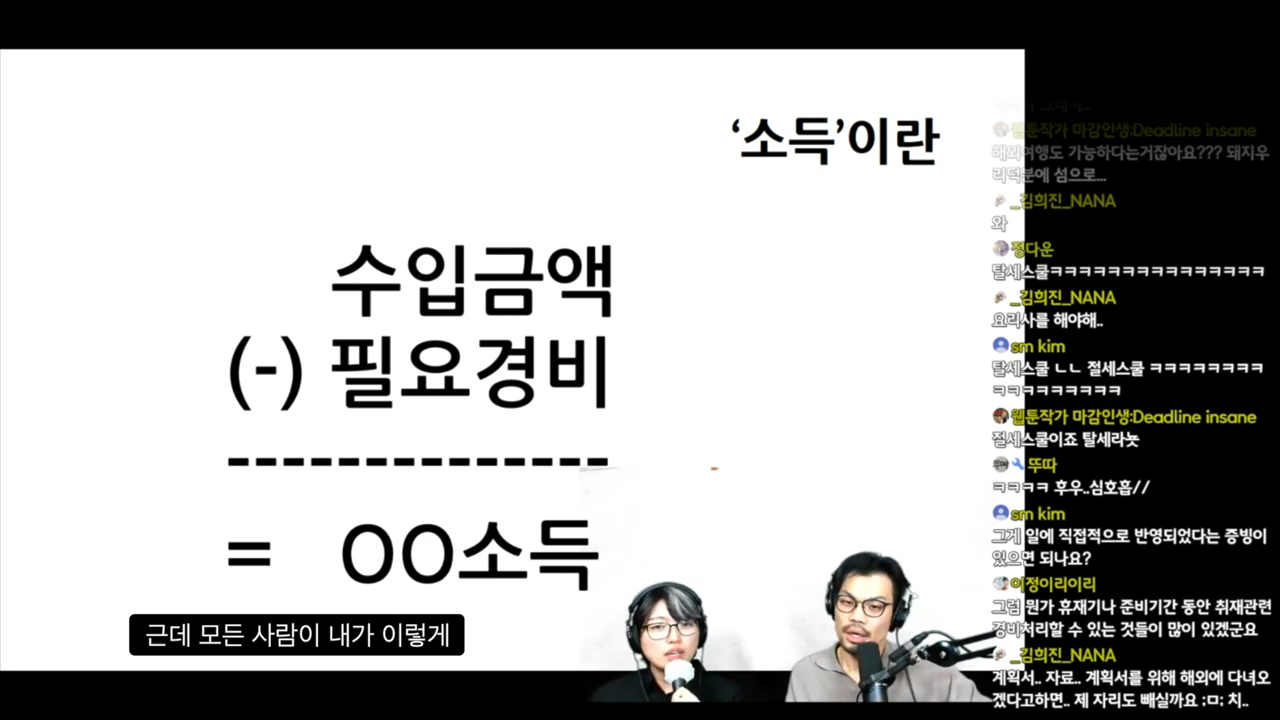 ‘소득’이란
수입금액
(-) 필요경비
--------------
= OO소득
근데 모든 사람이 내가 이렇게
웹툰작가 마감인생:Deadline insane
해외여행도 가능하다는거잖아요??? 돼지우
리덕분에 섬으로...
_김희진_NANA
와
정다운
탈세스쿨ㅋㅋㅋㅋㅋㅋㅋㅋㅋㅋㅋㅋㅋㅋㅋ
_김희진_NANA
요리사를 해야해..
sm kim
탈세스쿨 ㄴㄴ 절세스쿨 ㅋㅋㅋㅋㅋㅋㅋㅋ
ㅋㅋㅋㅋㅋㅋㅋㅋㅋ
웹툰작가 마감인생:Deadline insane
절세스쿨이죠 탈세라놋
뚜따
ㅋㅋㅋㅋ 후우..심호흡//
sm kim
그게 일에 직접적으로 반영되었다는 증빙이
있으면 되나요?
이정이리이리
그럼 뭔가 휴재기나 준비기간 동안 취재관련
경비처리할 수 있는 것들이 많이 있겠군요
_김희진_NANA
계획서.. 자료.. 계획서를 위해 해외에 다녀오
겠다고하면.. 제 자리도 빼실까요 :ㅁ: 치..